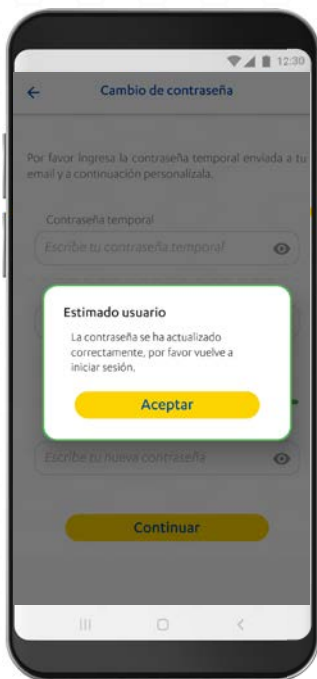 12:30
Cambio de contraseña
Por favor ingresa la contraseña temporal enviada a tu
email y a continuación personalízala.
Contraseña temporal
Escribe tu contraseña temporal
Estimado usuario
La contraseña se ha actualizado
correctamente, por favor vuelve a
iniciar sesión.
Aceptar
Escribe tu nueva contraseña
Continuar